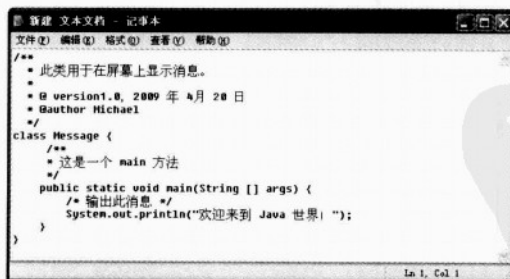 新建 文本文档 - 记事本
文件(F) 编辑(E) 格式(O) 查看(V) 帮助(H)
/**
 * 此类用于在屏幕上显示消息。
 *
 * @ version1.0, 2009 年 4月 20 日
 * @author Michael
 */
class Message {
    /**
     * 这是一个 main 方法
     */
    public static void main(String [] args) {
        /* 输出此消息 */
        System.out.println("欢迎来到 Java 世界! ");
    }
}
Ln 1, Col 1